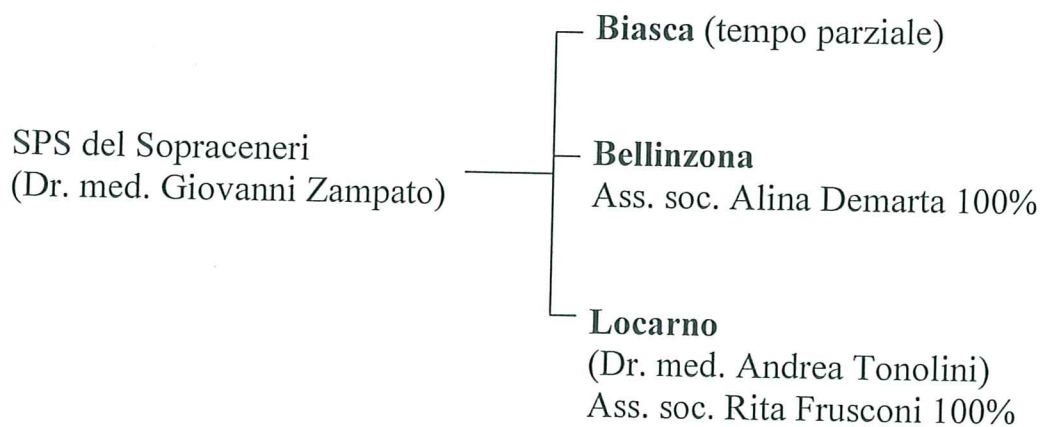 SPS del Sopraceneri
(Dr. med. Giovanni Zampato)
Biasca (tempo parziale)
Bellinzona
Ass. soc. Alina Demarta 100%
Locarno
(Dr. med. Andrea Tonolini)
Ass. soc. Rita Frusconi 100%